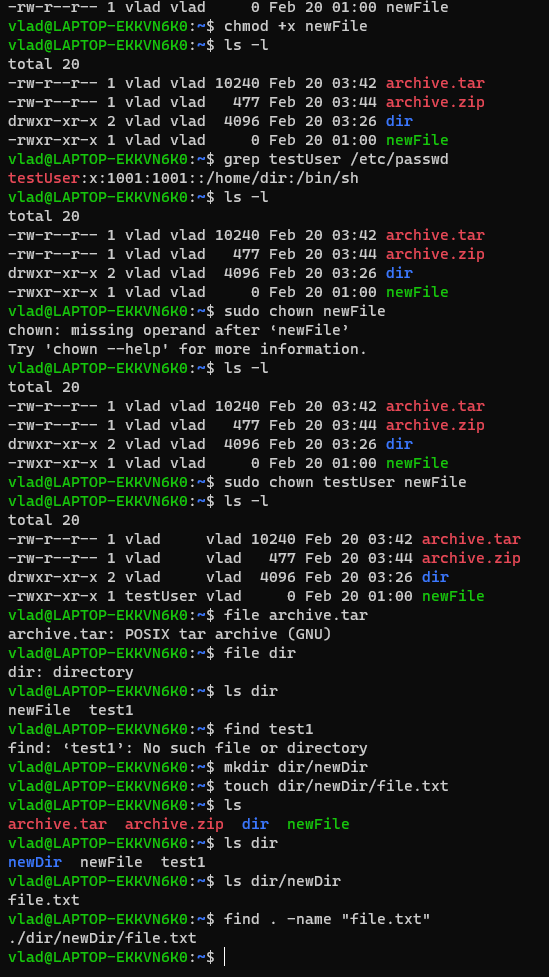 -rw-r--r-- 1 vlad vlad     0 Feb 20 01:00 newFile
vlad@LAPTOP-EKKVN6K0:~$ chmod +x newFile
vlad@LAPTOP-EKKVN6K0:~$ ls -l
total 20
-rw-r--r-- 1 vlad vlad 10240 Feb 20 03:42 archive.tar
-rw-r--r-- 1 vlad vlad   477 Feb 20 03:44 archive.zip
drwxr-xr-x 2 vlad vlad  4096 Feb 20 03:26 dir
-rwxr-xr-x 1 vlad vlad     0 Feb 20 01:00 newFile
vlad@LAPTOP-EKKVN6K0:~$ grep testUser /etc/passwd
testUser:x:1001:1001::/home/dir:/bin/sh
vlad@LAPTOP-EKKVN6K0:~$ ls -l
total 20
-rw-r--r-- 1 vlad vlad 10240 Feb 20 03:42 archive.tar
-rw-r--r-- 1 vlad vlad   477 Feb 20 03:44 archive.zip
drwxr-xr-x 2 vlad vlad  4096 Feb 20 03:26 dir
-rwxr-xr-x 1 vlad vlad     0 Feb 20 01:00 newFile
vlad@LAPTOP-EKKVN6K0:~$ sudo chown newFile
chown: missing operand after ‘newFile’
Try 'chown --help' for more information.
vlad@LAPTOP-EKKVN6K0:~$ ls -l
total 20
-rw-r--r-- 1 vlad vlad 10240 Feb 20 03:42 archive.tar
-rw-r--r-- 1 vlad vlad   477 Feb 20 03:44 archive.zip
drwxr-xr-x 2 vlad vlad  4096 Feb 20 03:26 dir
-rwxr-xr-x 1 vlad vlad     0 Feb 20 01:00 newFile
vlad@LAPTOP-EKKVN6K0:~$ sudo chown testUser newFile
vlad@LAPTOP-EKKVN6K0:~$ ls -l
total 20
-rw-r--r-- 1 vlad     vlad 10240 Feb 20 03:42 archive.tar
-rw-r--r-- 1 vlad     vlad   477 Feb 20 03:44 archive.zip
drwxr-xr-x 2 vlad     vlad  4096 Feb 20 03:26 dir
-rwxr-xr-x 1 testUser vlad     0 Feb 20 01:00 newFile
vlad@LAPTOP-EKKVN6K0:~$ file archive.tar
archive.tar: POSIX tar archive (GNU)
vlad@LAPTOP-EKKVN6K0:~$ file dir
dir: directory
vlad@LAPTOP-EKKVN6K0:~$ ls dir
newFile  test1
vlad@LAPTOP-EKKVN6K0:~$ find test1
find: ‘test1’: No such file or directory
vlad@LAPTOP-EKKVN6K0:~$ mkdir dir/newDir
vlad@LAPTOP-EKKVN6K0:~$ touch dir/newDir/file.txt
vlad@LAPTOP-EKKVN6K0:~$ ls
archive.tar  archive.zip  dir  newFile
vlad@LAPTOP-EKKVN6K0:~$ ls dir
newDir  newFile  test1
vlad@LAPTOP-EKKVN6K0:~$ ls dir/newDir
file.txt
vlad@LAPTOP-EKKVN6K0:~$ find . -name "file.txt"
./dir/newDir/file.txt
vlad@LAPTOP-EKKVN6K0:~$